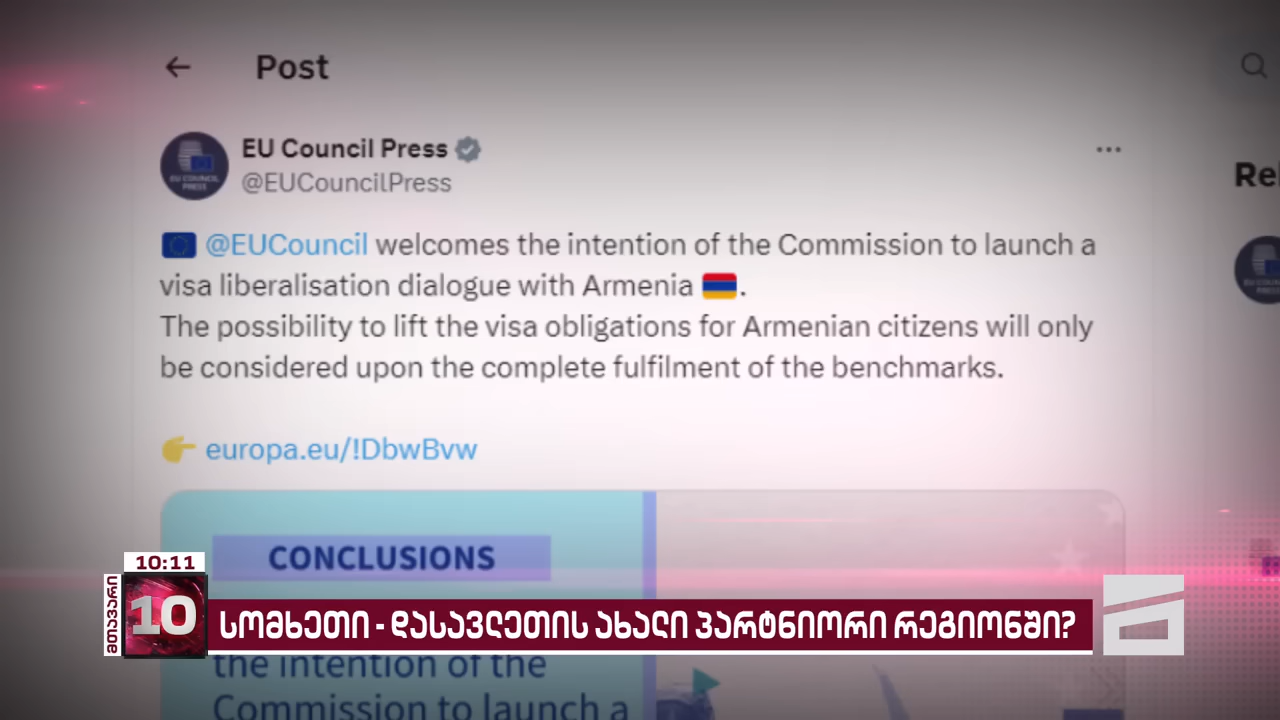 Post
EU Council Press
@EUCouncilPress
@EUCouncil welcomes the intention of the Commission to launch a
visa liberalisation dialogue with Armenia.
The possibility to lift the visa obligations for Armenian citizens will only
be considered upon the complete fulfilment of the benchmarks.
europa.eu/!DbwBvw
CONCLUSIONS
10:11
მთავარი
10
სომხეთი - დასავლეთის ახალი პარტნიორი რეგიონში?
the intention of the
Commission to launch a
EU COUNCIL
PRESS